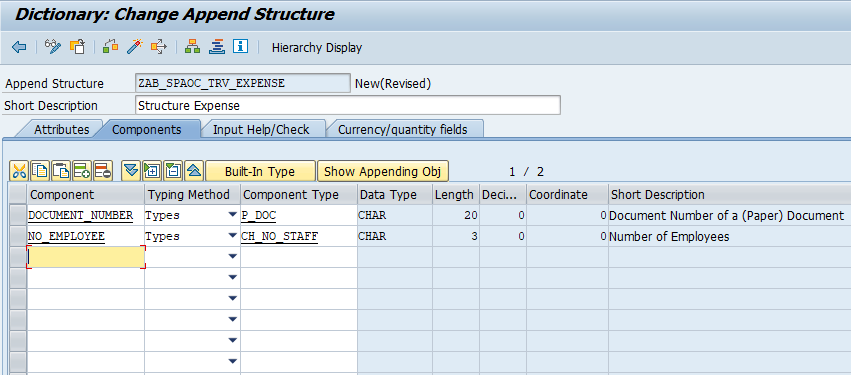 Dictionary: Change Append Structure
Hierarchy Display
Append Structure ZAB_SPAOC_TRV_EXPENSE New(Revised)
Short Description Structure Expense
Attributes Components Input Help/Check Currency/quantity fields
Built-In Type Show Appending Obj 1 / 2
Component Typing Method Component Type Data Type Length Deci... Coordinate Short Description
DOCUMENT_NUMBER Types P_DOC CHAR 20 0 0 Document Number of a (Paper) Document
NO_EMPLOYEE Types CH_NO_STAFF CHAR 3 0 0 Number of Employees